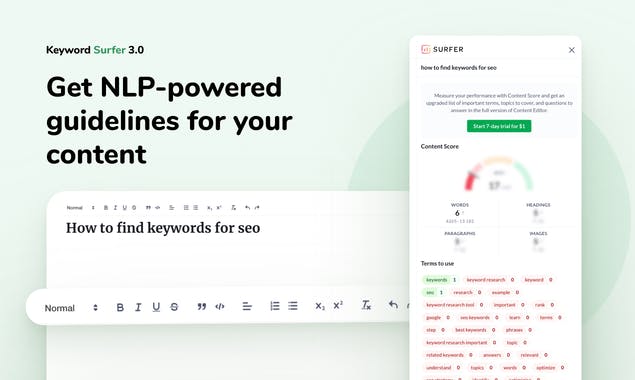 Keyword Surfer 3.0
Get NLP-powered
guidelines for your
content
Normal B I U S
How to find keywords for seo
Normal B I U S x₂ x²
SURFER
how to find keywords for seo
Measure your performance with Content Score and get an
upgraded list of important terms, topics to cover, and questions to
answer in the full version of Content Editor.
Start 7-day trial for $1
Content Score
WORDS HEADINGS
6
PARAGRAPHS IMAGES
Terms to use
keywords 1 keyword research 0 keyword 0
seo 1 research 0 example 0
keyword research tool 0 important 0 rank 0
google 0 seo keywords 0 learn 0 terms 0
step 0 best keywords 0 phrases 0
keyword research important 0 topic 0
related keywords 0 answers 0 relevant 0
understand 0 topics 0 words 0 optimize 0